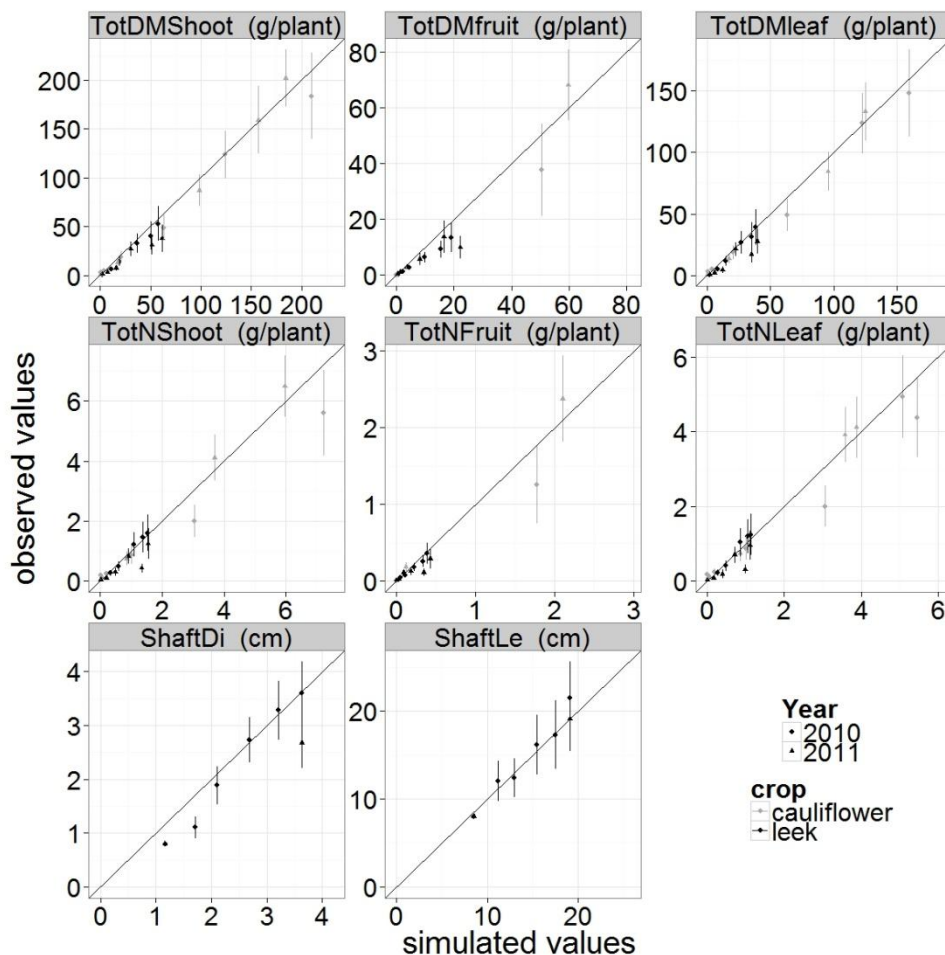 TotDMShoot (g/plant)
TotDMfruit (g/plant)
TotDMleaf (g/plant)
200
150
100
50
0
80
60
40
20
0
150
100
50
0
0 50 100 150 200
0 20 40 60 80
0 50 100 150
TotNShoot (g/plant)
TotNFruit (g/plant)
TotNLeaf (g/plant)
6
4
2
0
3
2
1
0
6
4
2
0
0 2 4 6
0 1 2 3
0 2 4 6
ShaftDi (cm)
ShaftLe (cm)
4
3
2
1
0
20
10
0
0 1 2 3 4
0 10 20
observed values
simulated values
Year
2010
2011
crop
cauliflower
leek